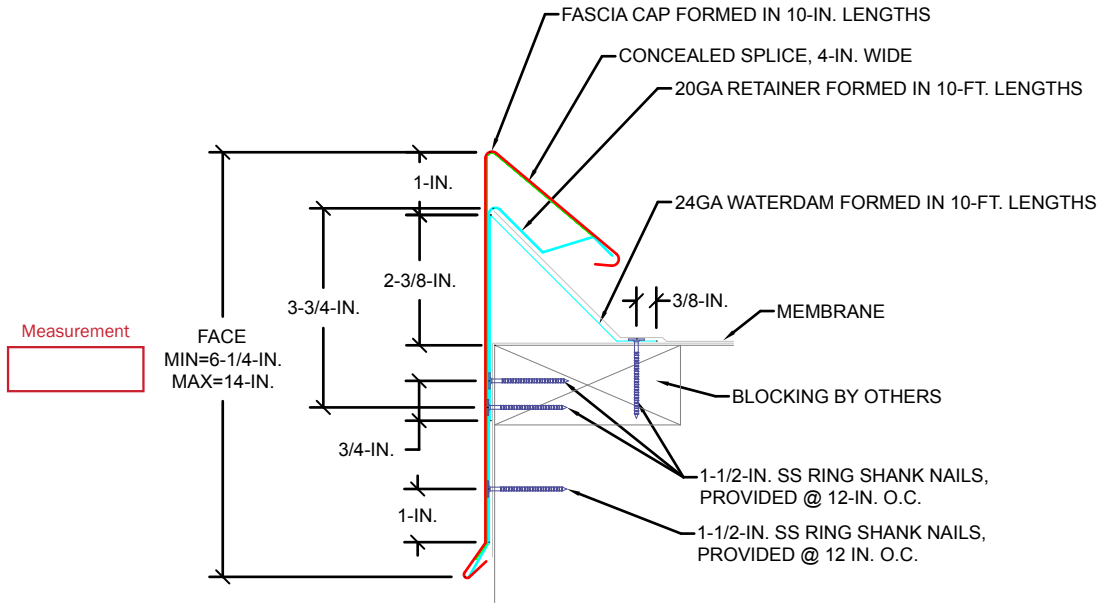 FASCIA CAP FORMED IN 10-IN. LENGTHS
CONCEALED SPLICE, 4-IN. WIDE
20GA RETAINER FORMED IN 10-FT. LENGTHS
1-IN.
24GA WATERDAM FORMED IN 10-FT. LENGTHS
2-3/8-IN.
3-3/4-IN.
3/8-IN.
MEMBRANE
Measurement
FACE
MIN=6-1/4-IN.
MAX=14-IN.
BLOCKING BY OTHERS
3/4-IN.
1-1/2-IN. SS RING SHANK NAILS,
PROVIDED @ 12-IN. O.C.
1-IN.
1-1/2-IN. SS RING SHANK NAILS,
PROVIDED @ 12 IN. O.C.